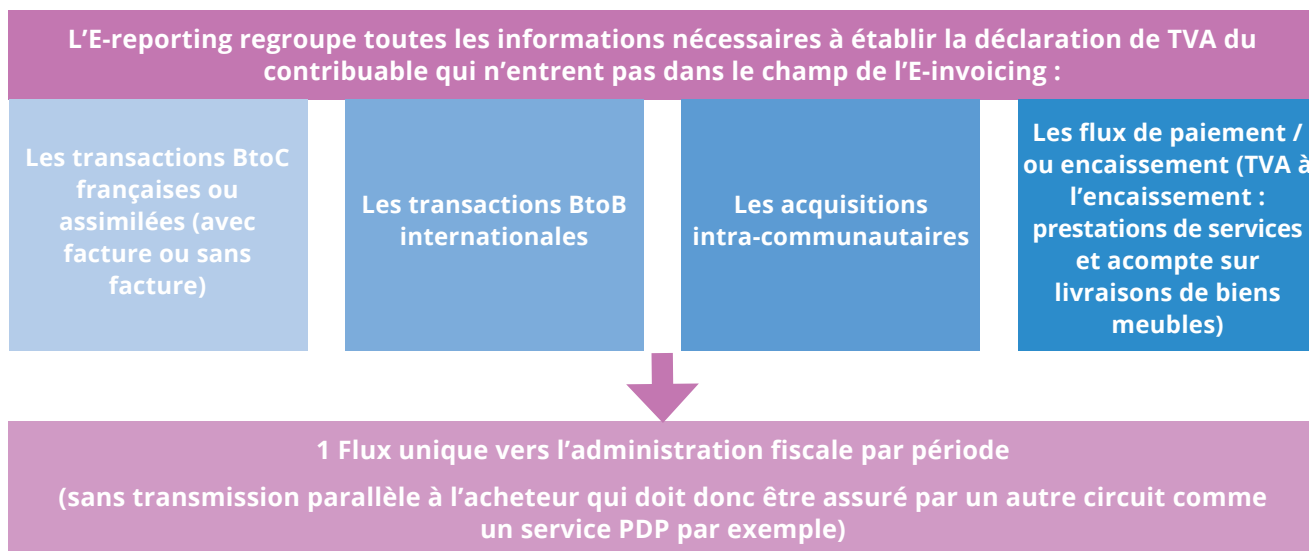 L’E-reporting regroupe toutes les informations nécessaires à établir la déclaration de TVA du
contribuable qui n’entrent pas dans le champ de l’E-invoicing :
Les transactions BtoC
françaises ou
assimilées (avec
facture ou sans
facture)
Les transactions BtoB
internationales
Les acquisitions
intra-communautaires
Les flux de paiement /
ou encaissement (TVA à
l’encaissement :
prestations de services
et acompte sur
livraisons de biens
meubles)
1 Flux unique vers l’administration fiscale par période
(sans transmission parallèle à l’acheteur qui doit donc être assuré par un autre circuit comme
un service PDP par exemple)